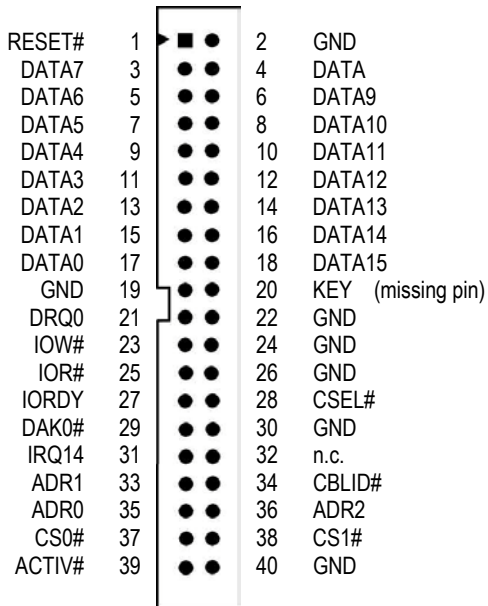 RESET# 1 2 GND
DATA7 3 4 DATA
DATA6 5 6 DATA9
DATA5 7 8 DATA10
DATA4 9 10 DATA11
DATA3 11 12 DATA12
DATA2 13 14 DATA13
DATA1 15 16 DATA14
DATA0 17 18 DATA15
GND 19 20 KEY (missing pin)
DRQ0 21 22 GND
IOW# 23 24 GND
IOR# 25 26 GND
IORDY 27 28 CSEL#
DAK0# 29 30 GND
IRQ14 31 32 n.c.
ADR1 33 34 CBLID#
ADR0 35 36 ADR2
CS0# 37 38 CS1#
ACTIV# 39 40 GND